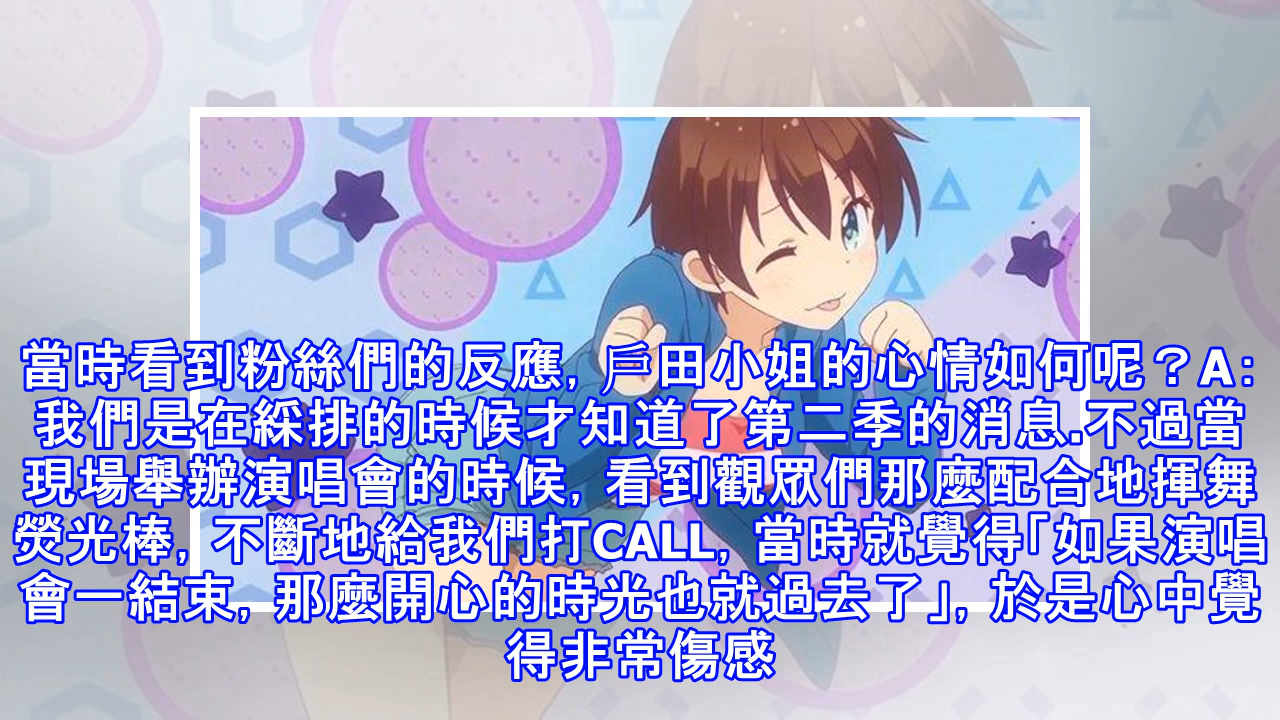 當時看到粉絲們的反應, 戶田小姐的心情如何呢？A:
我們是在綵排的時候才知道了第二季的消息.不過當
現場舉辦演唱會的時候, 看到觀眾們那麼配合地揮舞
熒光棒, 不斷地給我們打CALL, 當時就覺得「如果演唱
會一結束, 那麼開心的時光也就過去了」, 於是心中覺
得非常傷感